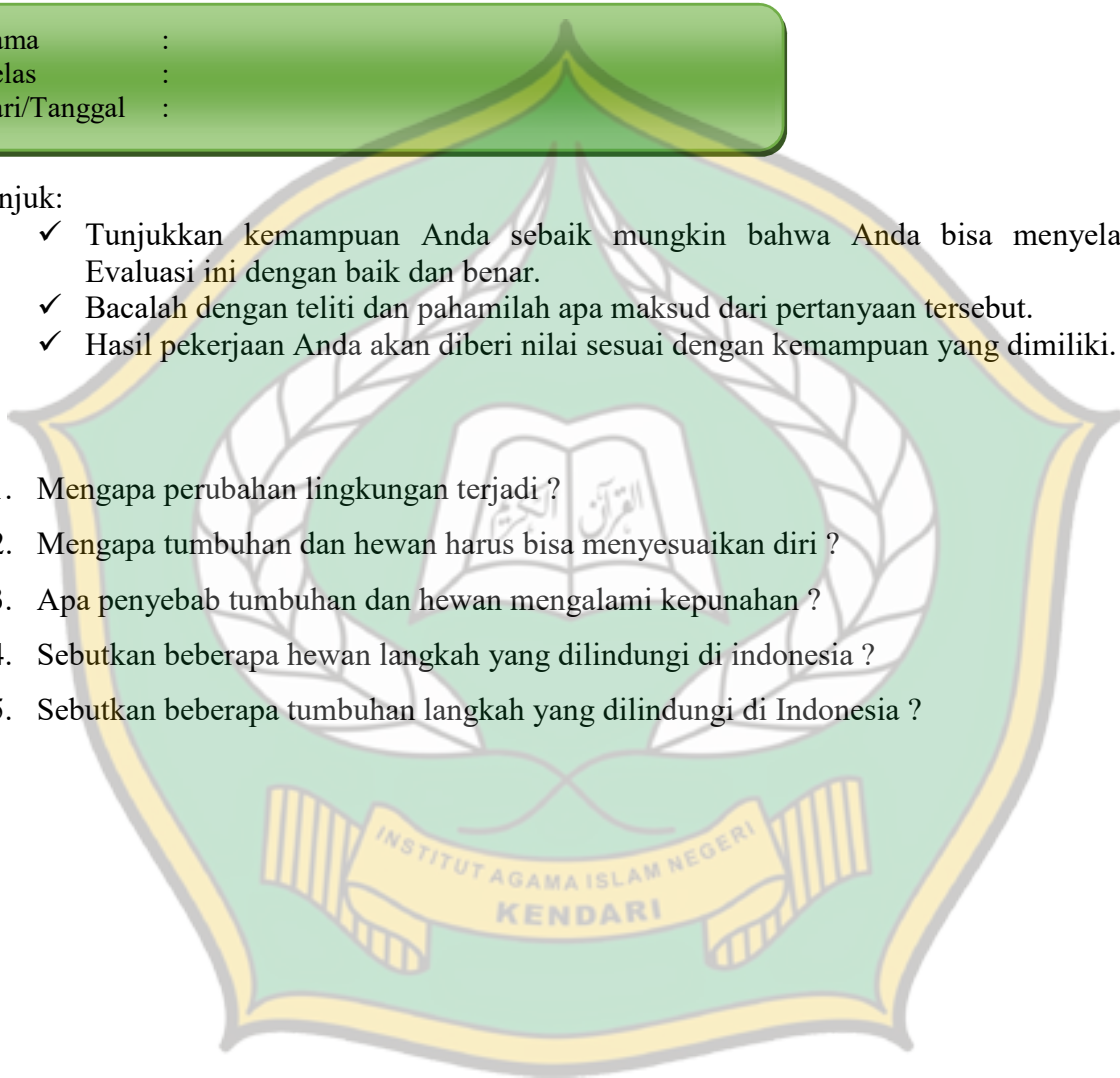 ama :
elas :
ari/Tanggal :
njuk:
✓ Tunjukkan kemampuan Anda sebaik mungkin bahwa Anda bisa menyela
Evaluasi ini dengan baik dan benar.
✓ Bacalah dengan teliti dan pahamilah apa maksud dari pertanyaan tersebut.
✓ Hasil pekerjaan Anda akan diberi nilai sesuai dengan kemampuan yang dimiliki.
1. Mengapa perubahan lingkungan terjadi ?
القرآن الكريم
2. Mengapa tumbuhan dan hewan harus bisa menyesuaikan diri ?
3. Apa penyebab tumbuhan dan hewan mengalami kepunahan ?
4. Sebutkan beberapa hewan langkah yang dilindungi di indonesia ?
5. Sebutkan beberapa tumbuhan langkah yang dilindungi di Indonesia ?
INSTITUT AGAMA ISLAM NEGERI
KENDARI